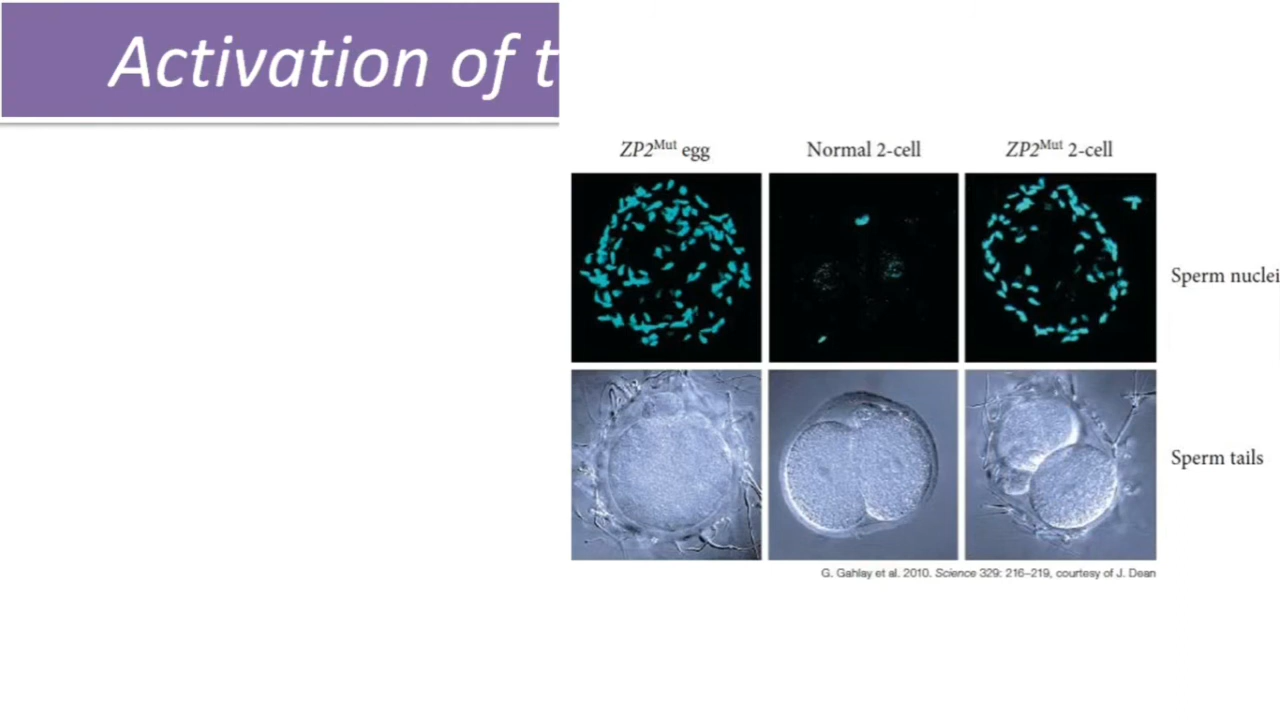 Activation of t
ZP2Mut egg
Normal 2-cell
ZP2Mut 2-cell
Sperm nuclei
Sperm tails
G. Gahlay et al. 2010. Science 329: 216–219, courtesy of J. Dean